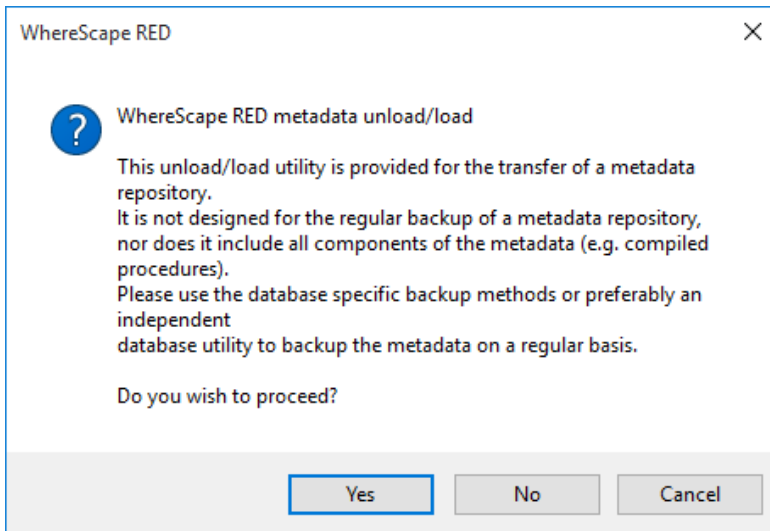 WhereScape RED
WhereScape RED metadata unload/load
This unload/load utility is provided for the transfer of a metadata
repository.
It is not designed for the regular backup of a metadata repository,
nor does it include all components of the metadata (e.g. compiled
procedures).
Please use the database specific backup methods or preferably an
independent
database utility to backup the metadata on a regular basis.
Do you wish to proceed?
Yes No Cancel